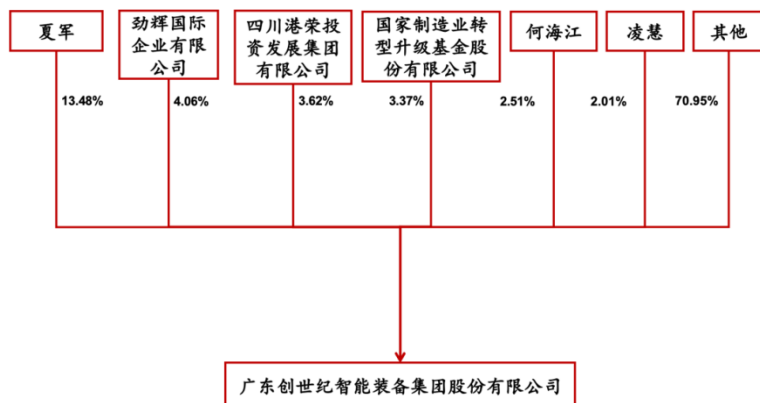 夏军
劲辉国际
企业有限
公司
四川港荣投
资发展集团
有限公司
国家制造业转
型升级基金股
份有限公司
何海江
凌慧
其他
13.48%
4.06%
3.62%
3.37%
2.51%
2.01%
70.95%
广东创世纪智能装备集团股份有限公司